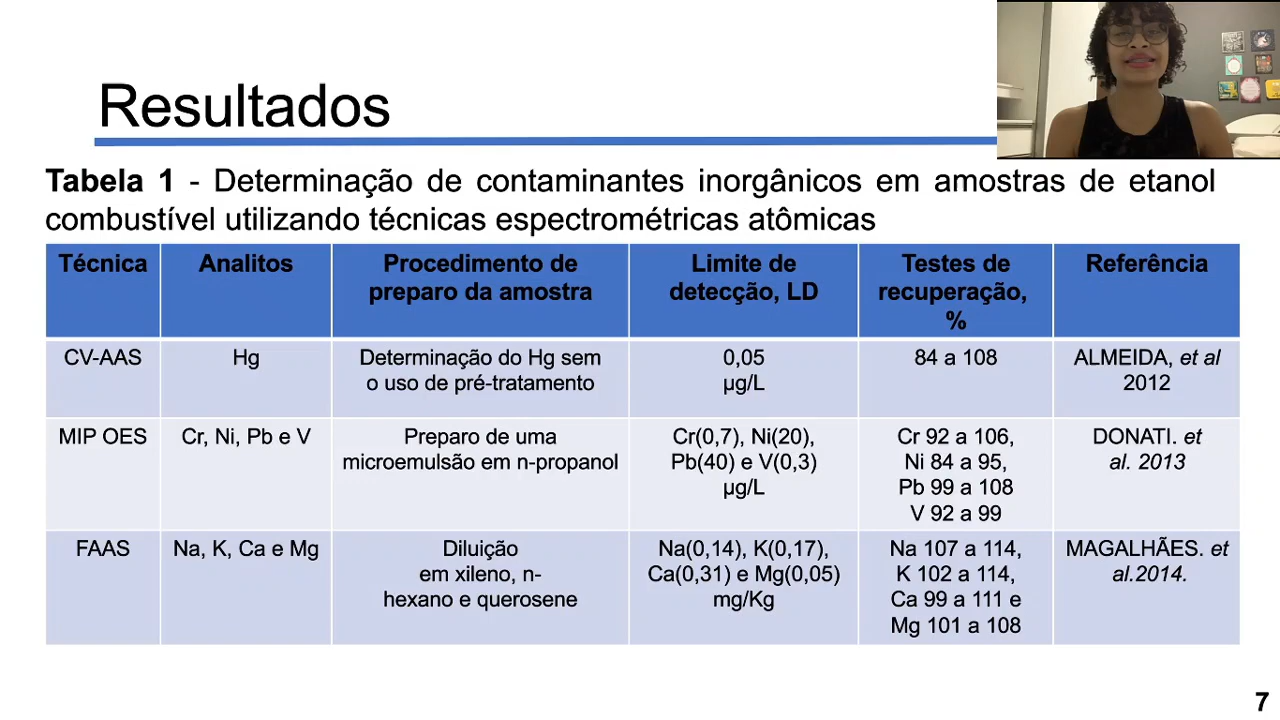 Resultados
Tabela 1 - Determinação de contaminantes inorgânicos em amostras de etanol
combustível utilizando técnicas espectrométricas atômicas
Técnica
Analitos
Procedimento de
preparo da amostra
Limite de
detecção, LD
Testes de
recuperação,
%
Referência
CV-AAS
Hg
Determinação do Hg sem
o uso de pré-tratamento
0,05
µg/L
84 a 108
ALMEIDA, et al
2012
MIP OES
Cr, Ni, Pb e V
Preparo de uma
microemulsão em n-propanol
Cr(0,7), Ni(20),
Pb(40) e V(0,3)
µg/L
Cr 92 a 106,
Ni 84 a 95,
Pb 99 a 108
V 92 a 99
DONATI. et
al. 2013
FAAS
Na, K, Ca e Mg
Diluição
em xileno, n-
hexano e querosene
Na(0,14), K(0,17),
Ca(0,31) e Mg(0,05)
mg/Kg
Na 107 a 114,
K 102 a 114,
Ca 99 a 111 e
Mg 101 a 108
MAGALHÃES. et
al.2014.
7